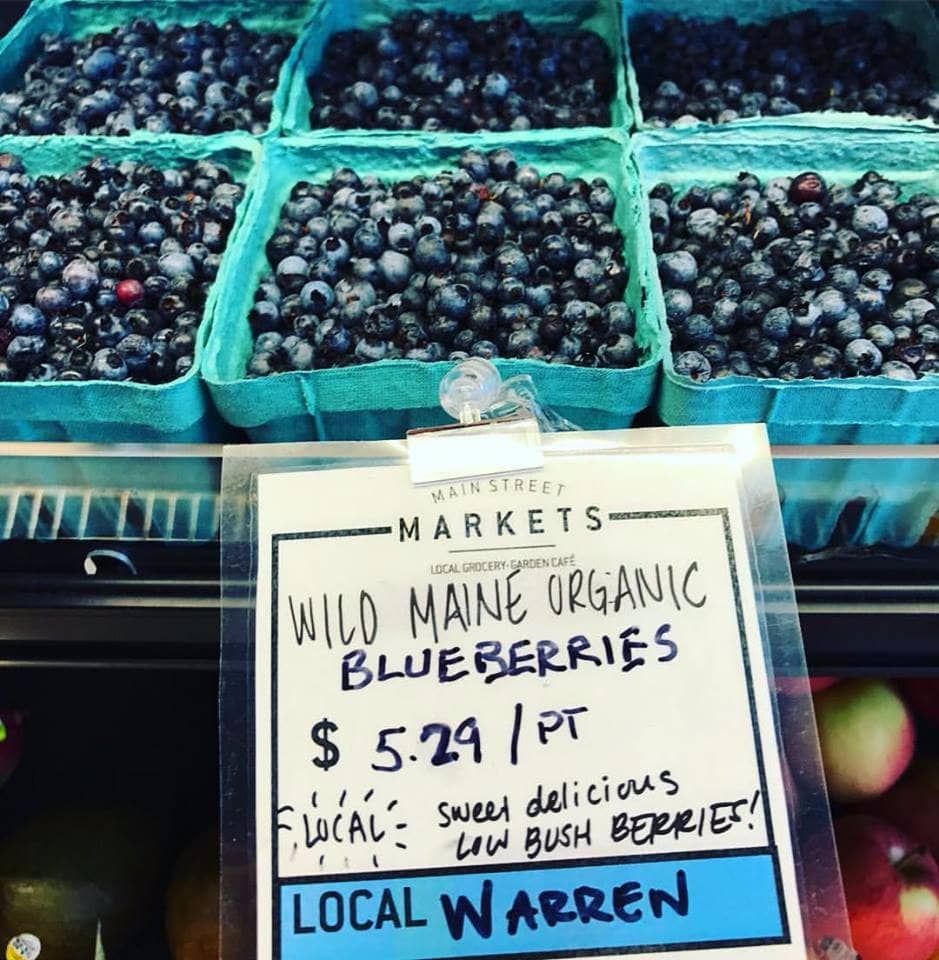 MAIN STREET
MARKETS
LOCAL GROCERY·GARDEN CAFÉ
WILD MAINE ORGANIC
BLUEBERRIES
$ 5.29 / PT
LOCAL sweet delicious
LOW BUSH BERRIES!
LOCAL WARREN